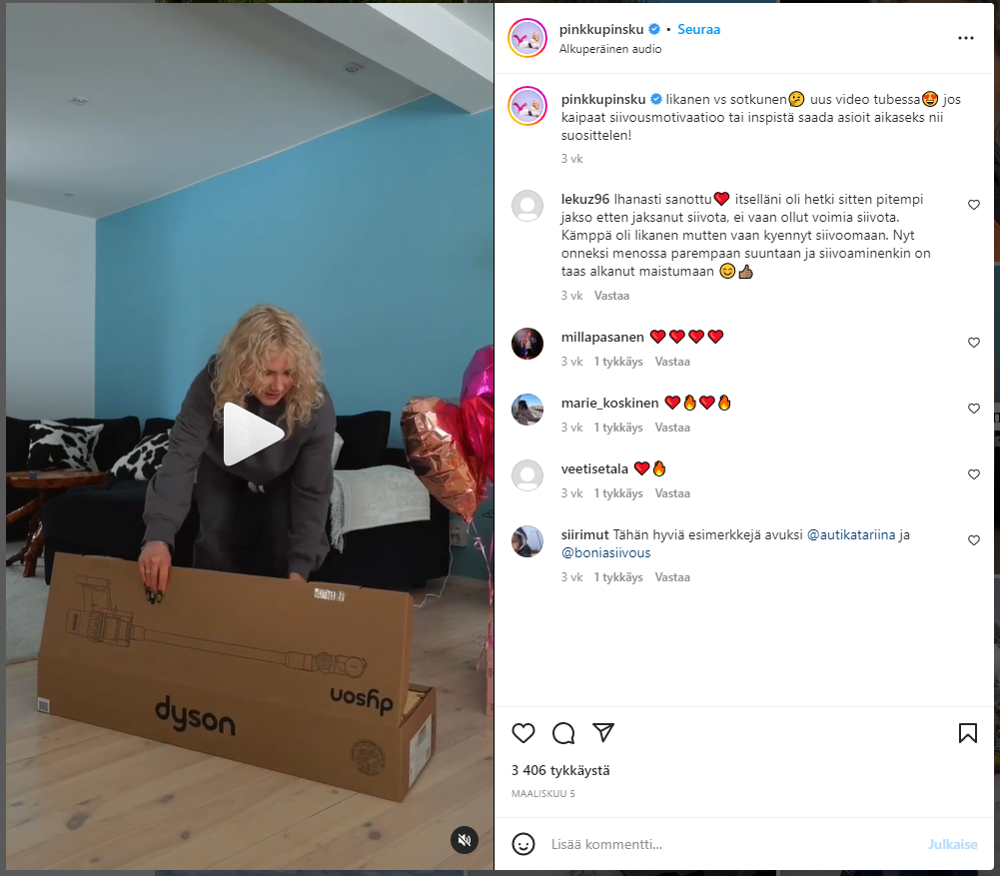 pinkkupinsku • Seuraa
Alkuperäinen audio
pinkkupinsku likanen vs sotkunen🤔 uus video tubessa🤩 jos
kaipaat siivousmotivaatioo tai inspistä saada asioit aikaseks nii
suosittelen!
3 vk
lekuz96 Ihanasti sanottu❤️ itselläni oli hetki sitten pitempi
jakso etten jaksanut siivota, ei vaan ollut voimia siivota.
Kämppä oli likanen mutten vaan kyennyt siivoomaan. Nyt
onneksi menossa parempaan suuntaan ja siivoaminenkin on
taas alkanut maistumaan 😊👍🏽
3 vk Vastaa
millapasanen ❤️❤️❤️❤️
3 vk 1 tykkäys Vastaa
marie_koskinen ❤️🔥❤️🔥
3 vk 1 tykkäys Vastaa
veetisetala ❤️🔥
3 vk 1 tykkäys Vastaa
siirimut Tähän hyviä esimerkkejä avuksi @autikatariina ja
@boniasiivous
3 vk 1 tykkäys Vastaa
3 406 tykkäystä
MAALISKUU 5
Lisää kommentti...
Julkaise
dyson
dyson